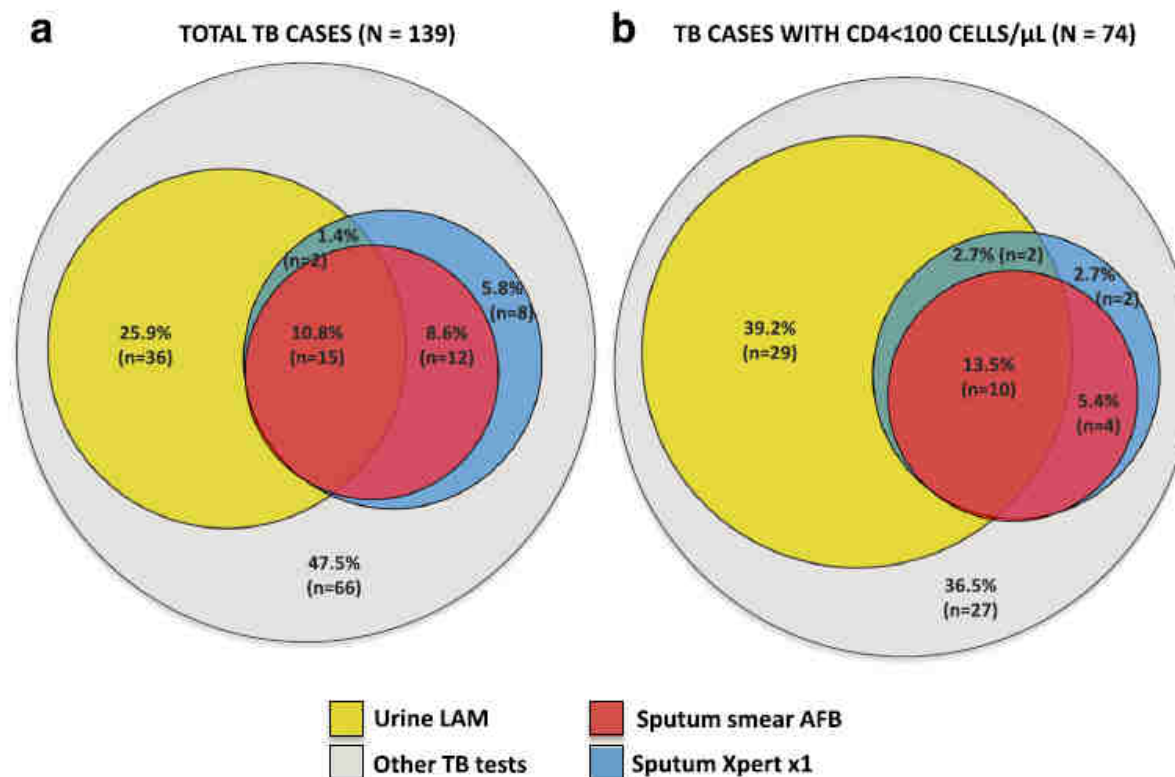 a
TOTAL TB CASES (N = 139)
1.4%
(n=2)
5.8%
(n=8)
25.9%
(n=36)
10.8%
(n=15)
8.6%
(n=12)
47.5%
(n=66)
b
TB CASES WITH CD4<100 CELLS/μL (N = 74)
2.7% (n=2)
2.7%
(n=2)
39.2%
(n=29)
13.5%
(n=10)
5.4%
(n=4)
36.5%
(n=27)
Urine LAM
Sputum smear AFB
Other TB tests
Sputum Xpert x1